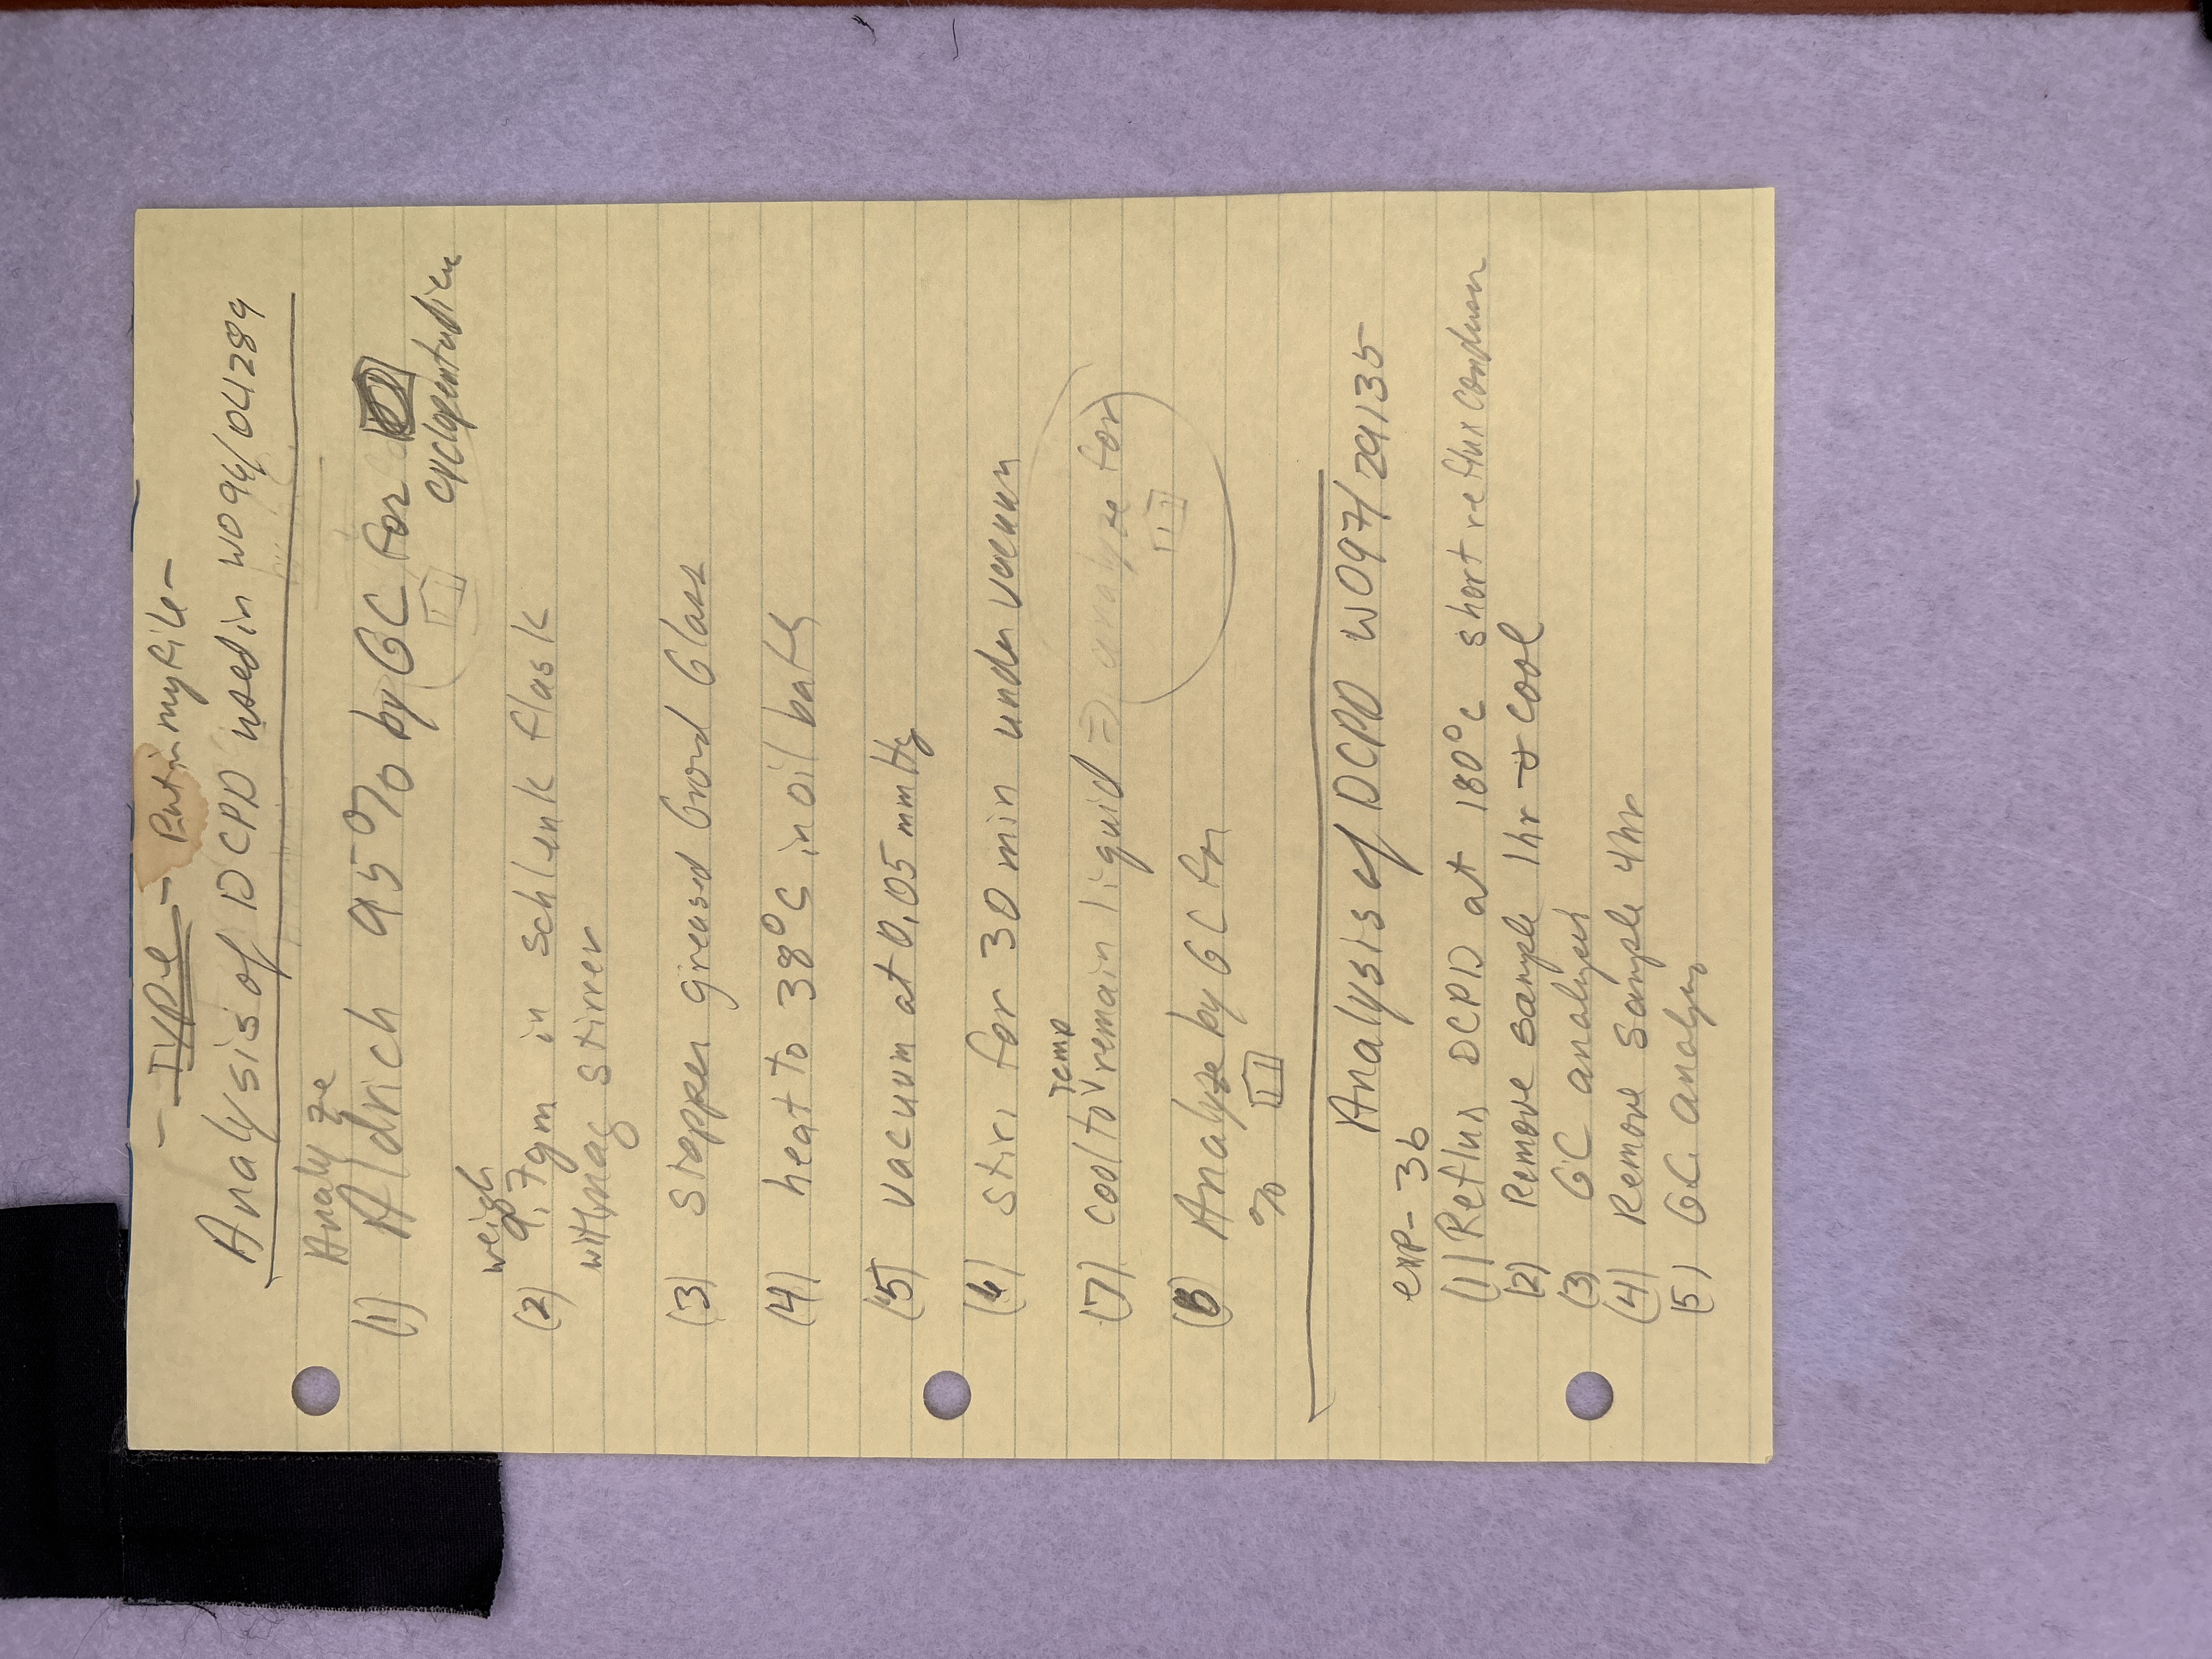 - TYPE - Put in my File -
Analysis of DCPD used in WO 96/04289
Analyze
(1) Aldrich 95% by GC for
cyclopentadiene
weigh
(2) 9.7gm in schlenk flask
with mag stirrer
(3) Stopper greased Ground Glass
(4) heat to 38°C in oil bath
(5) vacuum at 0.05 mm Hg
(6) stir, for 30 min under vacuum
Temp
(7) cool to remain liquid ⇒ analyze for
(8) Analyze by GC for
%
Analysis of DCPD WO97/29135
exp-3b
(1) Reflux DCPD at 180°C short reflux condenser
(2) Remove sample 1hr → cool
(3) GC analysis
(4) Remove sample 4hr
(5) GC analysis